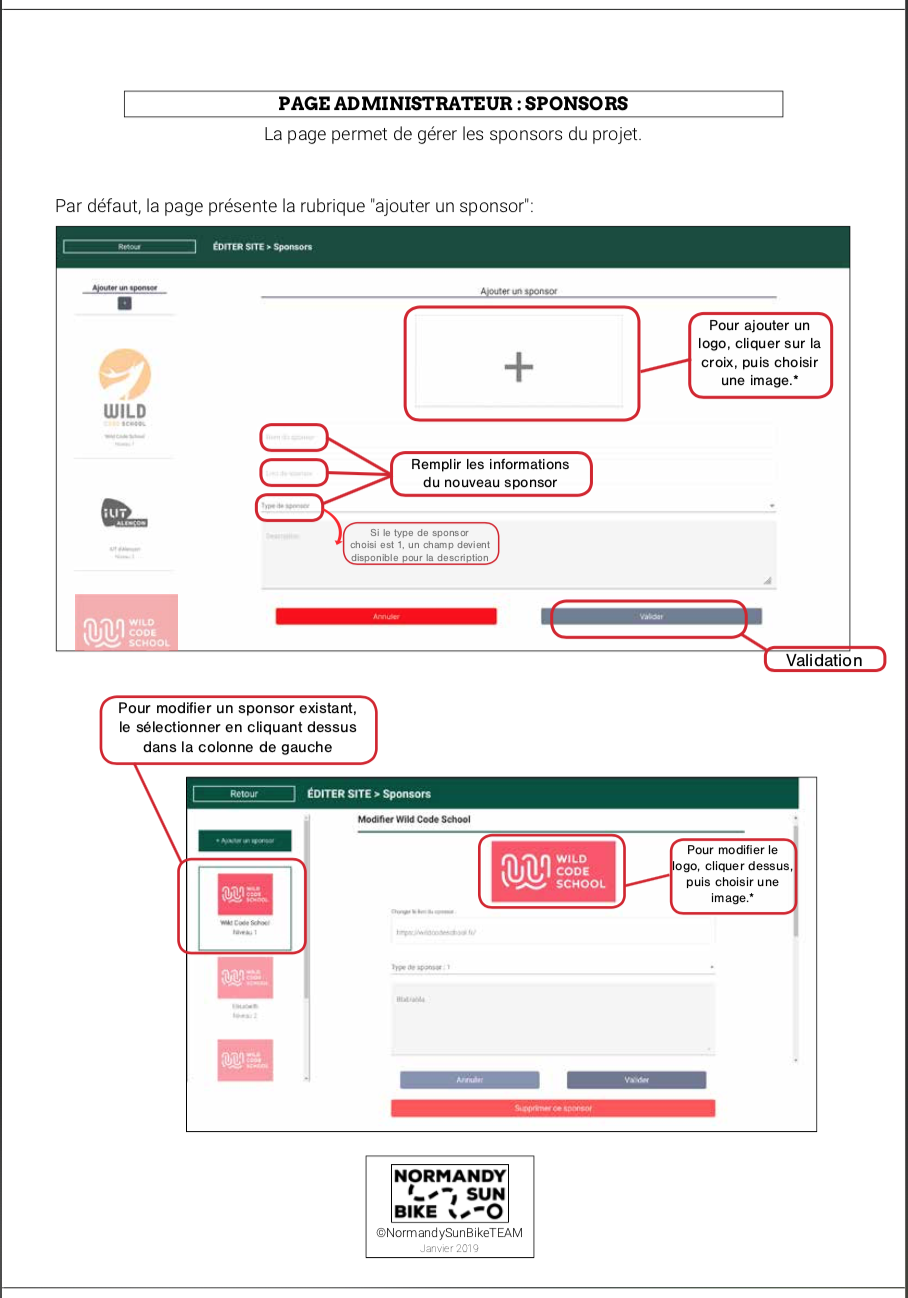 PAGE ADMINISTRATEUR : SPONSORS
La page permet de gérer les sponsors du projet.
Par défaut, la page présente la rubrique "ajouter un sponsor":
Retour
ÉDITER SITE > Sponsors
Ajouter un sponsor
+
Ajouter un sponsor
+
Pour ajouter un
logo, cliquer sur la
croix, puis choisir
une image.*
WILD
CODE SCHOOL
Wild Code School
Niveau 1
Nom du sponsor
Lien du sponsor
Remplir les informations
du nouveau sponsor
Type de sponsor
Description
Si le type de sponsor
choisi est 1, un champ devient
disponible pour la description
iUT
ALENÇON
IUT d'Alençon
WILD
CODE
SCHOOL
Annuler
Valider
Validation
Pour modifier un sponsor existant,
le sélectionner en cliquant dessus
dans la colonne de gauche
Retour
ÉDITER SITE > Sponsors
Modifier Wild Code School
+ Ajouter un sponsor
WILD
CODE
SCHOOL
Pour modifier le
logo, cliquer dessus,
puis choisir une
image.*
WILD
CODE
SCHOOL
Wild Code School
Niveau 1
Changer le lien du sponsor
https://wildcodeschool.fr/
Type de sponsor : 1
Blablabla
WILD
CODE
SCHOOL
Niveau 2
WILD
CODE
SCHOOL
Annuler
Valider
Supprimer ce sponsor
NORMANDY
SUN
BIKE
©NormandySunBikeTEAM
Janvier 2019